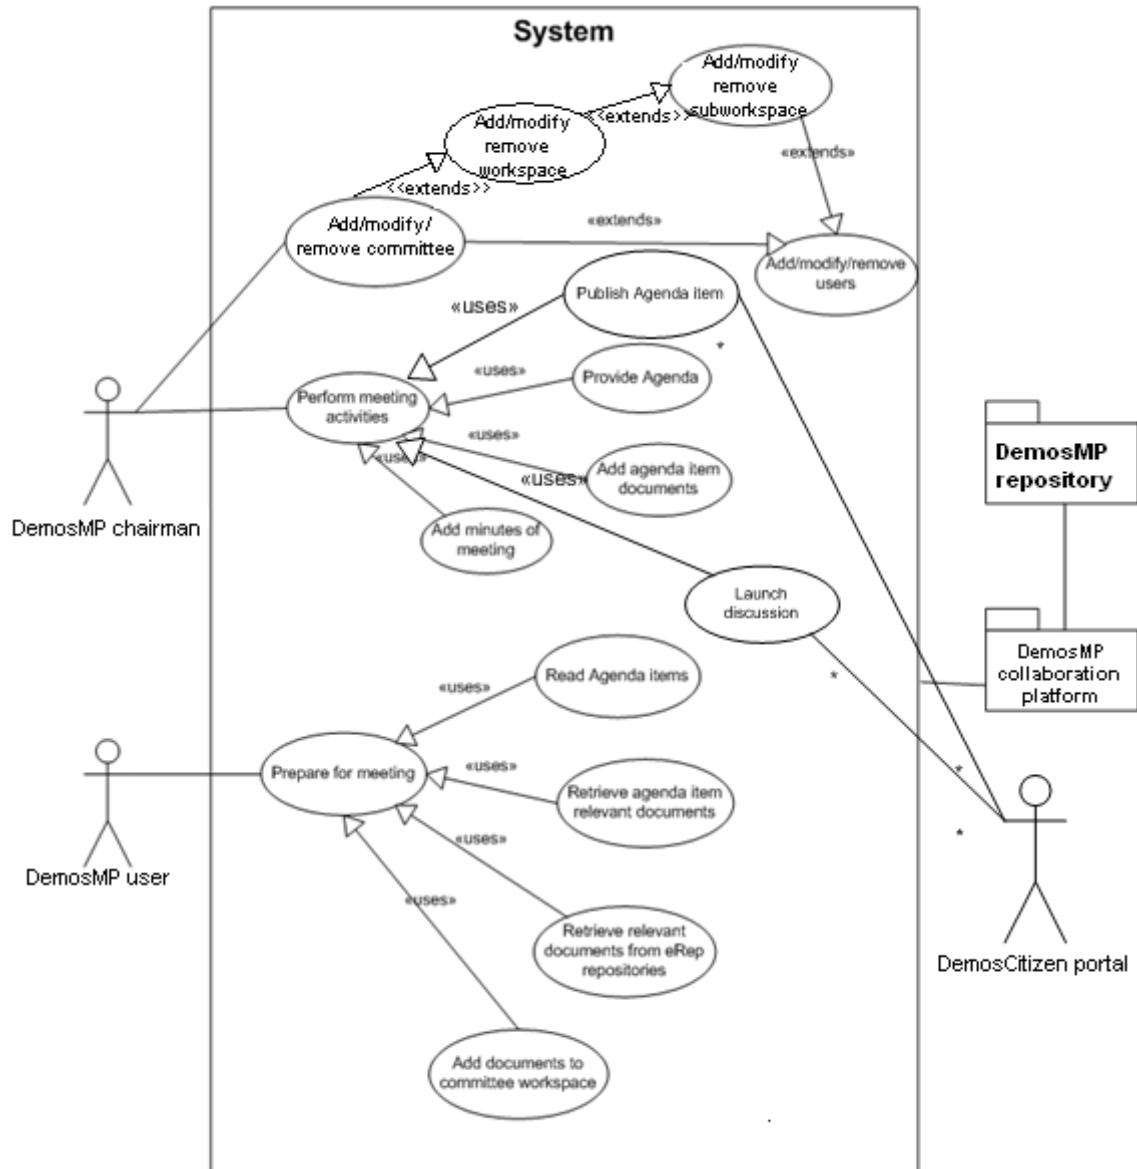 System
Add/modify
remove
subworkspace
<<extends>>
Add/modify
remove
workspace
«extends»
<<extends>>
Add/modify/
remove committee
«extends»
Add/modify/remove
users
Publish Agenda item
«uses»
*
«uses»
Provide Agenda
Perform meeting
activities
«uses»
«uses»
Add agenda item
documents
«uses»
DemosMP
repository
DemosMP chairman
Add minutes of
meeting
Launch
discussion
DemosMP
collaboration
platform
*
Read Agenda items
«uses»
Prepare for meeting
«uses»
*
Retrieve agenda item
relevant documents
*
«uses»
DemosMP user
«uses»
Retrieve relevant
documents from eRep
repositories
DemosCitizen portal
Add documents to
committee workspace